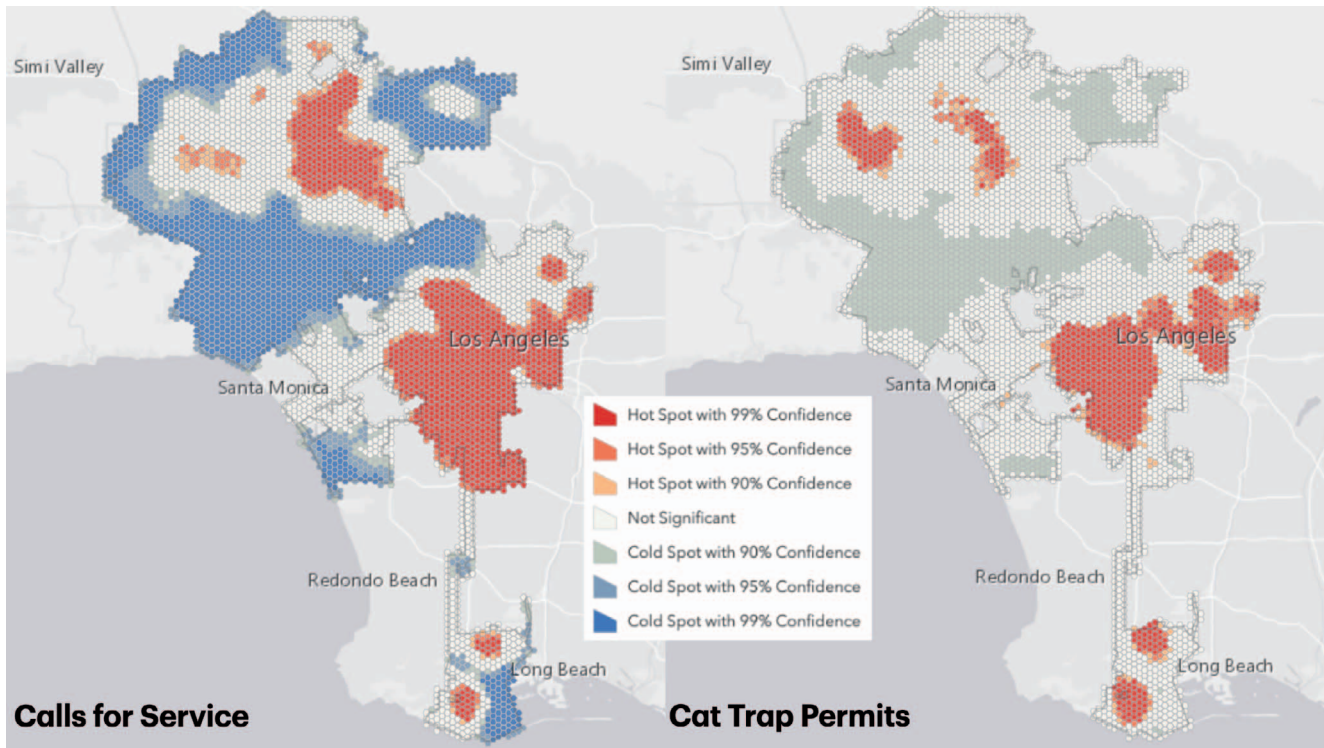 Simi Valley
Los Angeles
Santa Monica
Redondo Beach
Long Beach
Calls for Service
Hot Spot with 99% Confidence
Hot Spot with 95% Confidence
Hot Spot with 90% Confidence
Not Significant
Cold Spot with 90% Confidence
Cold Spot with 95% Confidence
Cold Spot with 99% Confidence
Simi Valley
Los Angeles
Santa Monica
Redondo Beach
Long Beach
Cat Trap Permits